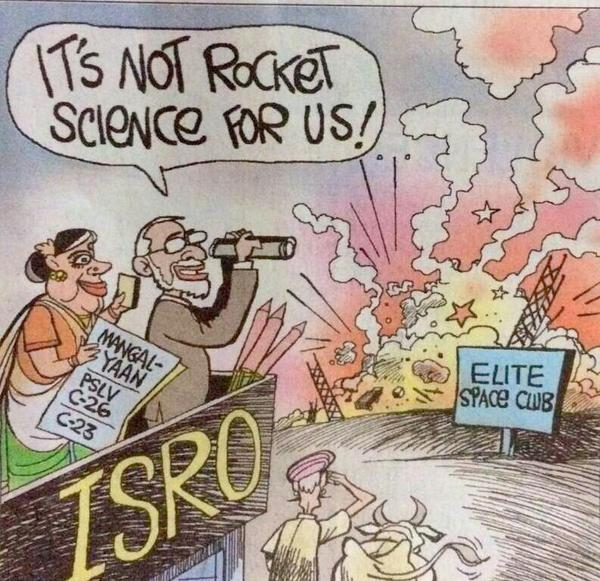 IT'S NOT ROCKET
SCIENCE FOR US!
MANGAL-
YAAN
PSLV
C-26
C-23
ISRO
ELITE
SPACE CLUB